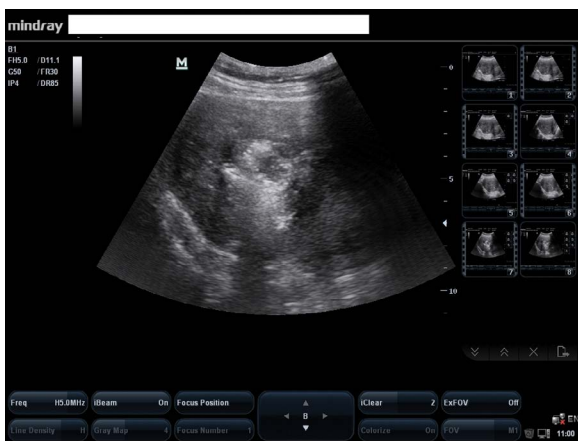 mindray
B1
FH5.0 /D11.1
G50 /FR30
IP4 /DR85
M
0
5
10
1 2
3 4
5 6
7 8
Freq H5.0MHz iBeam On Focus Position B iClear 2 ExFOV Off
Line Density H Gray Map 4 Focus Number 1 Colorize On FOV M1
EN
11:00